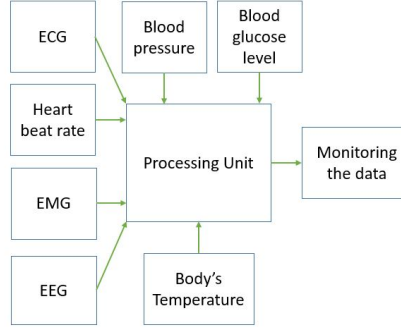 ECG
Blood
pressure
Blood
glucose
level
Heart
beat rate
Processing Unit
Monitoring
the data
EMG
EEG
Body's
Temperature